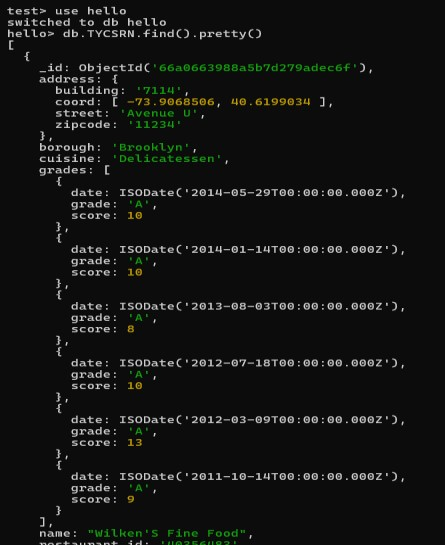 test> use hello
switched to db hello
hello> db.TYCSRN.find().pretty()
[
  {
    _id: ObjectId('66a0663988a5b7d279adec6f'),
    address: {
      building: '7114',
      coord: [ -73.9068506, 40.6199034 ],
      street: 'Avenue U',
      zipcode: '11234'
    },
    borough: 'Brooklyn',
    cuisine: 'Delicatessen',
    grades: [
      {
        date: ISODate('2014-05-29T00:00:00.000Z'),
        grade: 'A',
        score: 10
      },
      {
        date: ISODate('2014-01-14T00:00:00.000Z'),
        grade: 'A',
        score: 10
      },
      {
        date: ISODate('2013-08-03T00:00:00.000Z'),
        grade: 'A',
        score: 8
      },
      {
        date: ISODate('2012-07-18T00:00:00.000Z'),
        grade: 'A',
        score: 10
      },
      {
        date: ISODate('2012-03-09T00:00:00.000Z'),
        grade: 'A',
        score: 13
      },
      {
        date: ISODate('2011-10-14T00:00:00.000Z'),
        grade: 'A',
        score: 9
      }
    ],
    name: "Wilken'S Fine Food",
    restaurant_id: '40356483'